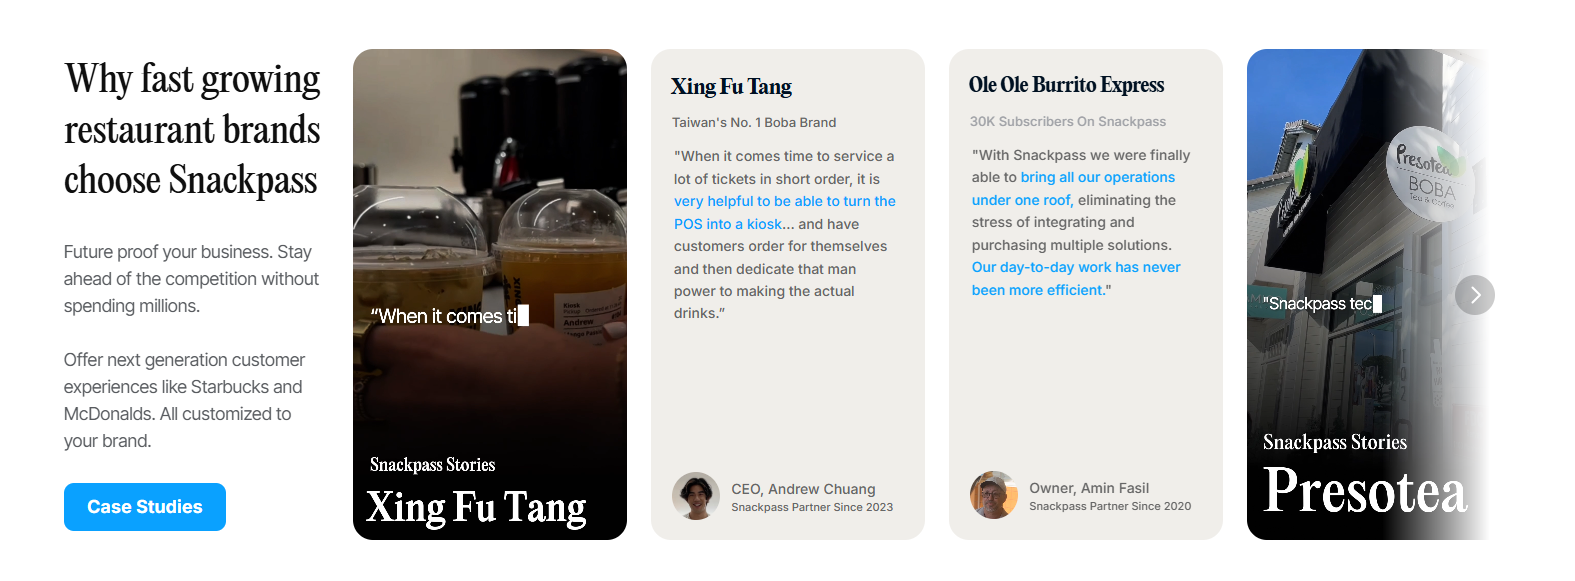 Why fast growing
restaurant brands
choose Snackpass
Future proof your business. Stay
ahead of the competition without
spending millions.
Offer next generation customer
experiences like Starbucks and
McDonalds. All customized to
your brand.
Case Studies
Kiosk
Andrew
“When it comes ti
Snackpass Stories
Xing Fu Tang
Xing Fu Tang
Taiwan's No. 1 Boba Brand
"When it comes time to service a
lot of tickets in short order, it is
very helpful to be able to turn the
POS into a kiosk... and have
customers order for themselves
and then dedicate that man
power to making the actual
drinks.”
CEO, Andrew Chuang
Snackpass Partner Since 2023
Ole Ole Burrito Express
30K Subscribers On Snackpass
"With Snackpass we were finally
able to bring all our operations
under one roof, eliminating the
stress of integrating and
purchasing multiple solutions.
Our day-to-day work has never
been more efficient."
Owner, Amin Fasil
Snackpass Partner Since 2020
Presotea
BOBA
Tea & Coffee
"Snackpass tec
Snackpass Stories
Presotea